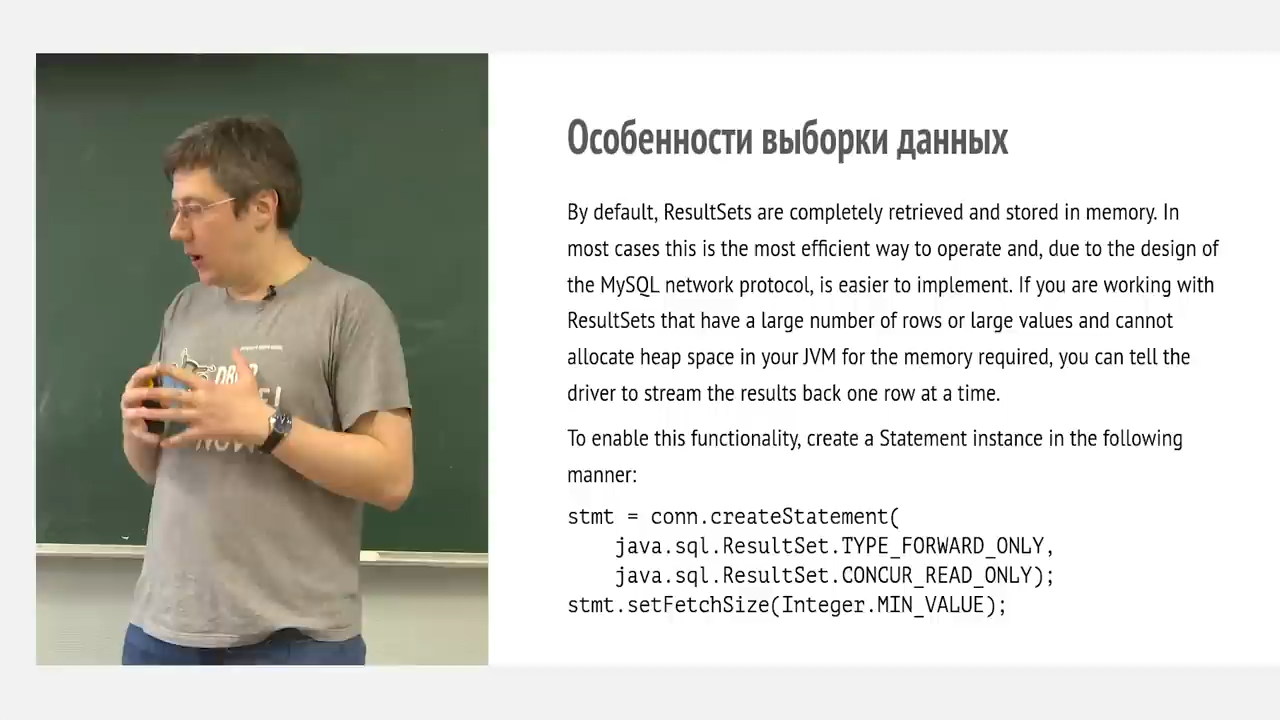 Особенности выборки данных
By default, ResultSets are completely retrieved and stored in memory. In
most cases this is the most efficient way to operate and, due to the design of
the MySQL network protocol, is easier to implement. If you are working with
ResultSets that have a large number of rows or large values and cannot
allocate heap space in your JVM for the memory required, you can tell the
driver to stream the results back one row at a time.
To enable this functionality, create a Statement instance in the following
manner:
stmt = conn.createStatement(
java.sql.ResultSet.TYPE_FORWARD_ONLY,
java.sql.ResultSet.CONCUR_READ_ONLY);
stmt.setFetchSize(Integer.MIN_VALUE);